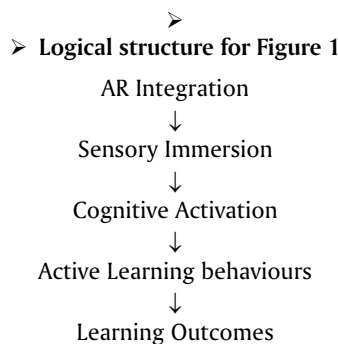 ➢
➢ Logical structure for Figure 1
AR Integration
↓
Sensory Immersion
↓
Cognitive Activation
↓
Active Learning behaviours
↓
Learning Outcomes